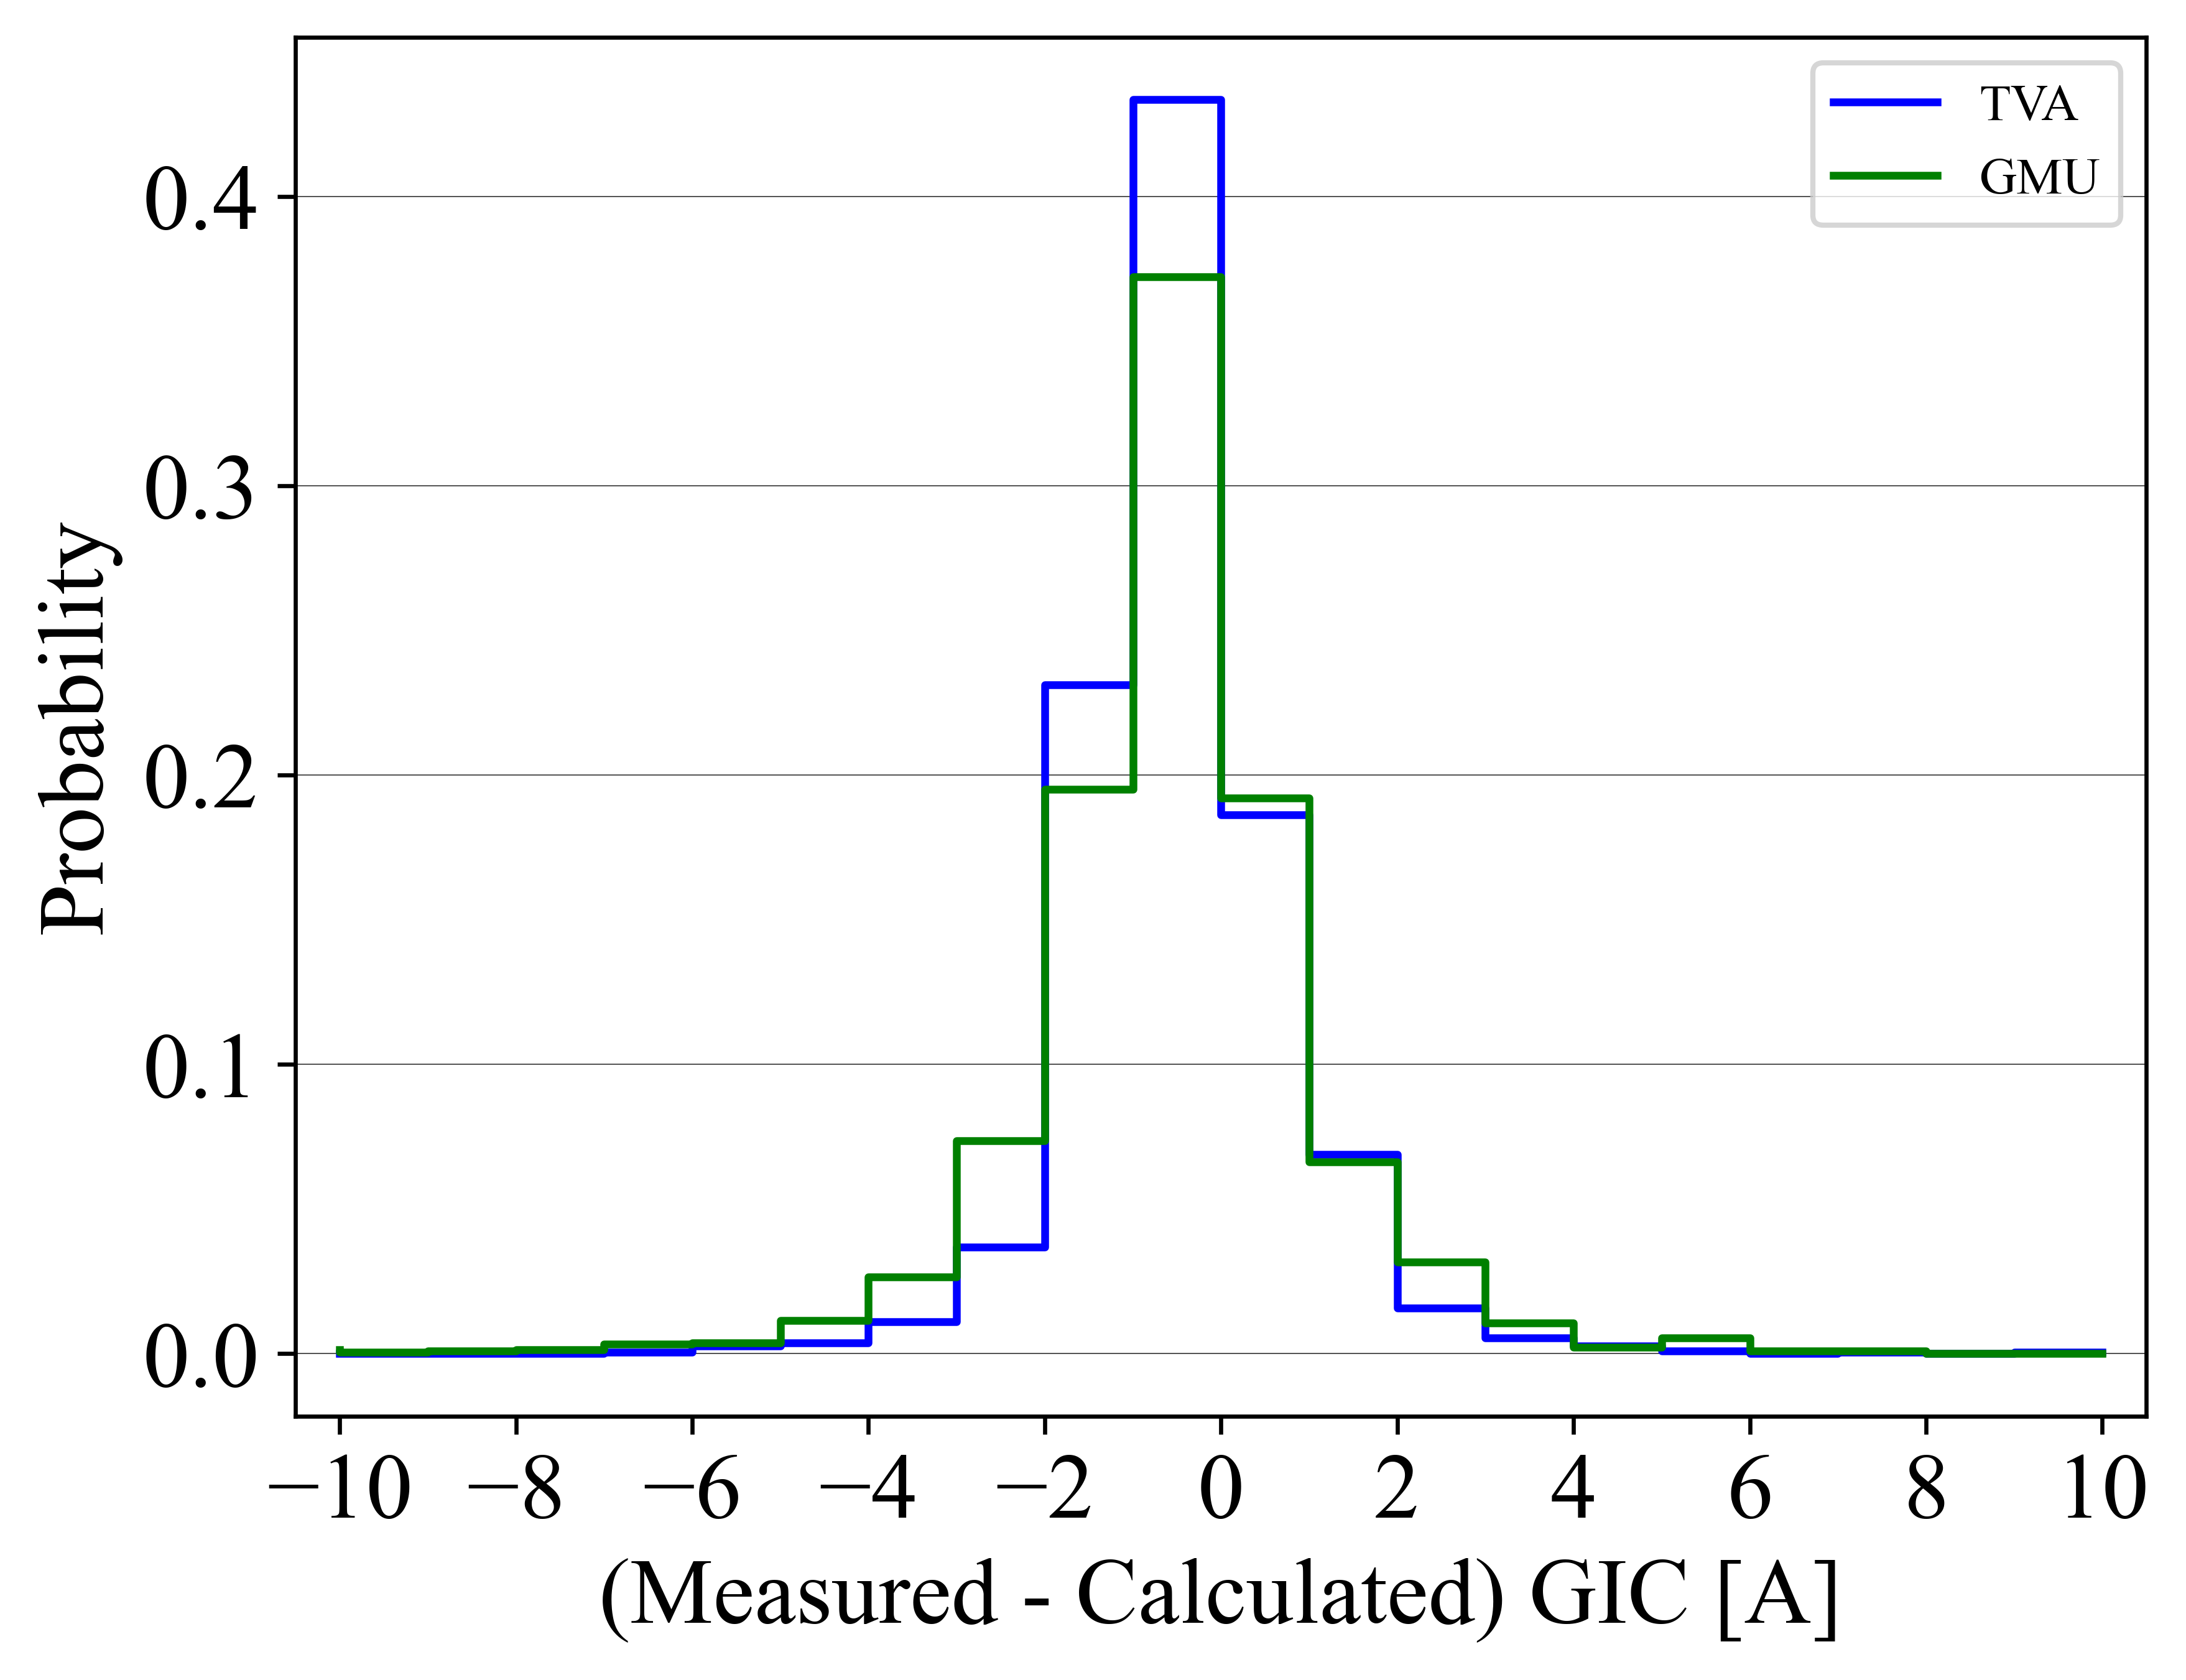 TVA
GMU
0.4
0.3
0.2
0.1
0.0
Probability
−10 −8 −6 −4 −2 0 2 4 6 8 10
(Measured - Calculated) GIC [A]